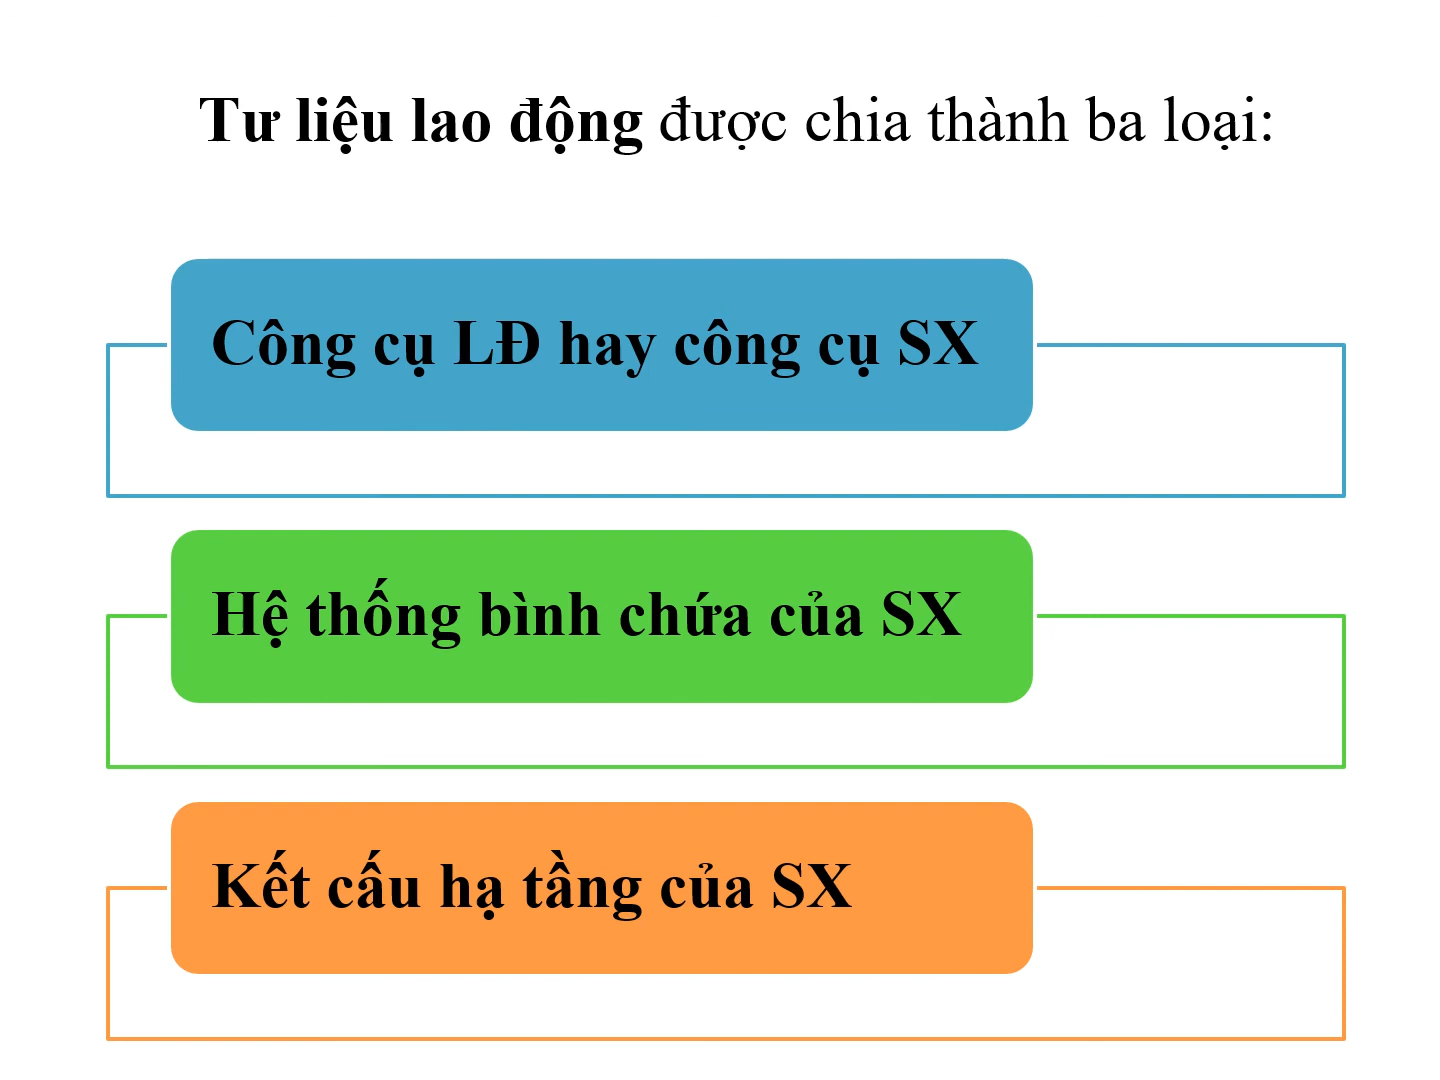 Tư liệu lao động được chia thành ba loại:
Công cụ LĐ hay công cụ SX
Hệ thống bình chứa của SX
Kết cấu hạ tầng của SX